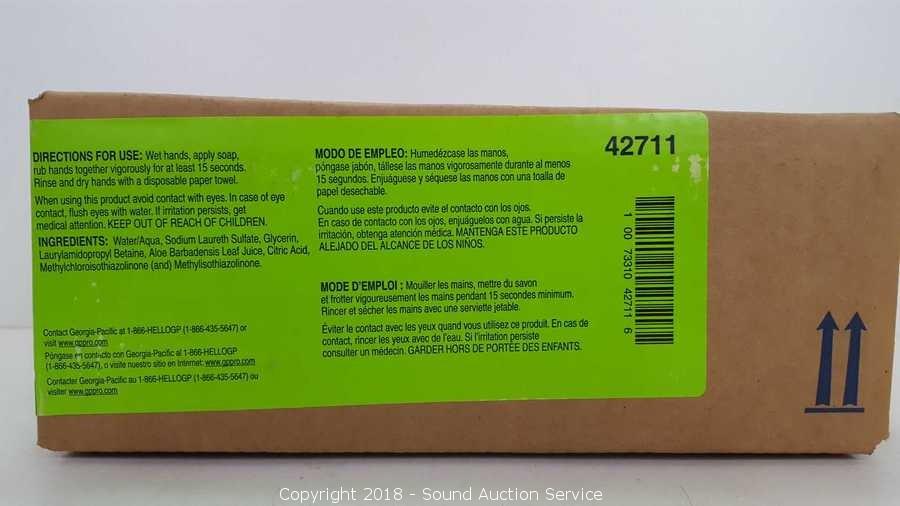 DIRECTIONS FOR USE: Wet hands, apply soap,
rub hands together vigorously for at least 15 seconds.
Rinse and dry hands with a disposable paper towel.
When using this product avoid contact with eyes. In case of eye
contact, flush eyes with water. If irritation persists, get
medical attention. KEEP OUT OF REACH OF CHILDREN.
INGREDIENTS: Water/Aqua, Sodium Laureth Sulfate, Glycerin,
Laurylamidopropyl Betaine, Aloe Barbadensis Leaf Juice, Citric Acid,
Methylchloroisothiazolinone (and) Methylisothiazolinone.
Contact Georgia-Pacific at 1-866-HELLOGP (1-866-435-5647) or
visit www.gppro.com
Póngase en contacto con Georgia-Pacific al 1-866-HELLOGP
(1-866-435-5647), o visite nuestro sitio en Internet: www.gppro.com
Contacter Georgia-Pacific au 1-866-HELLOGP (1-866-435-5647) ou
visiter www.gppro.com
MODO DE EMPLEO: Humedézcase las manos,
póngase jabón, tállese las manos vigorosamente durante al menos
15 segundos. Enjuáguese y séquese las manos con una toalla de
papel desechable.
Cuando use este producto evite el contacto con los ojos.
En caso de contacto con los ojos, enjuáguelos con agua. Si persiste la
irritación, obtenga atención médica. MANTENGA ESTE PRODUCTO
ALEJADO DEL ALCANCE DE LOS NIÑOS.
MODE D'EMPLOI : Mouiller les mains, mettre du savon
et frotter vigoureusement les mains pendant 15 secondes minimum.
Rincer et sécher les mains avec une serviette jetable.
Éviter le contact avec les yeux quand vous utilisez ce produit. En cas de
contact, rincer les yeux avec de l'eau. Si l'irritation persiste
consulter un médecin. GARDER HORS DE PORTÉE DES ENFANTS.
42711
1 00 73310 42711 6
Copyright 2018 - Sound Auction Service